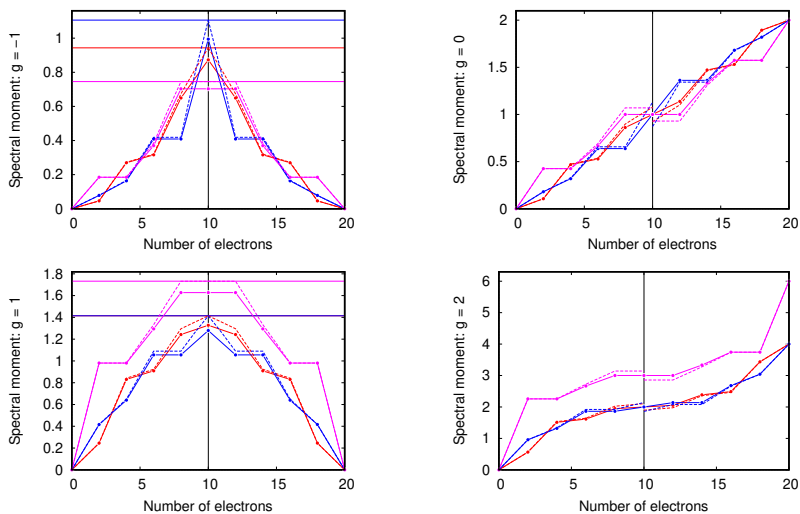 Spectral moment: g = −1
0
0.2
0.4
0.6
0.8
1
0 5 10 15 20
Number of electrons
Spectral moment: g = 0
0
0.5
1
1.5
2
0 5 10 15 20
Number of electrons
Spectral moment: g = 1
0
0.2
0.4
0.6
0.8
1
1.2
1.4
1.6
1.8
0 5 10 15 20
Number of electrons
Spectral moment: g = 2
0
1
2
3
4
5
6
0 5 10 15 20
Number of electrons